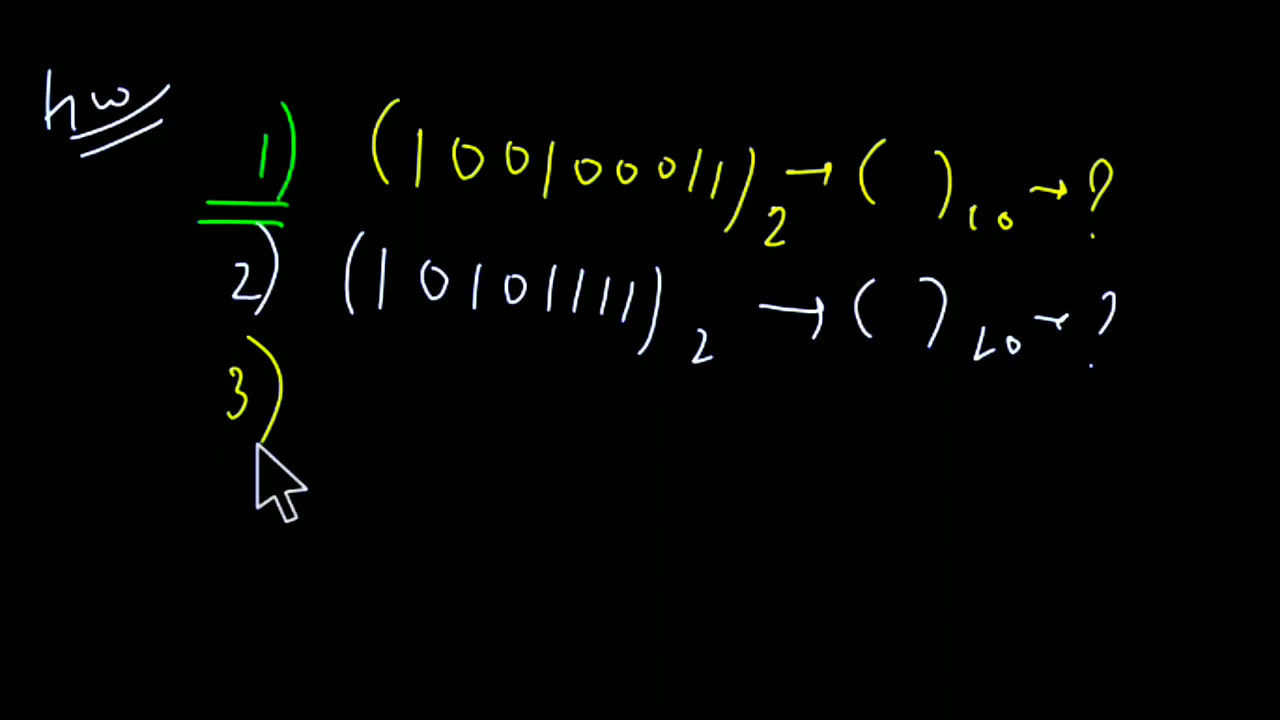 hw
1) (100100011)₂ → ( )₁₀ → ?
2) (10101111)₂ → ( )₁₀ → ?
3)